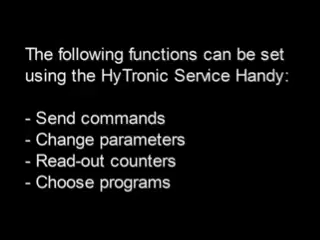 The following functions can be set
using the HyTronic Service Handy:
- Send commands
- Change parameters
- Read-out counters
- Choose programs